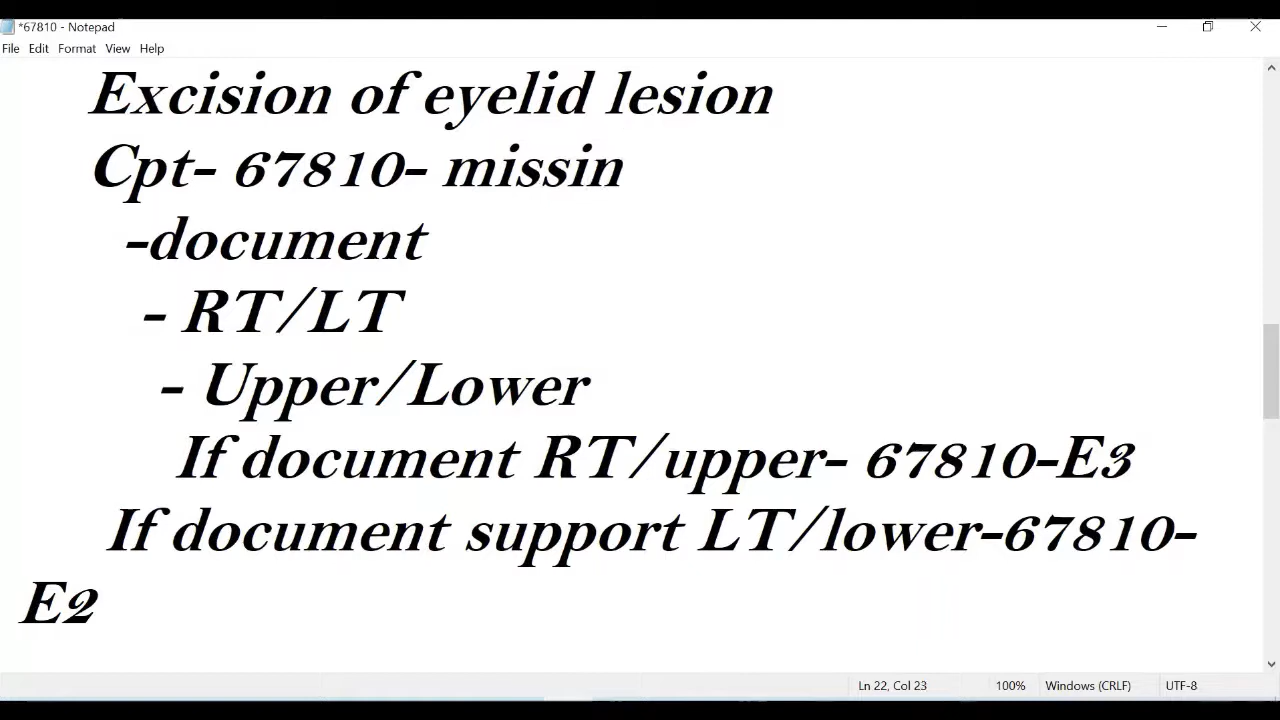 *67810 - Notepad
File Edit Format View Help
Excision of eyelid lesion
Cpt- 67810- missin
-document
- RT/LT
- Upper/Lower
If document RT/upper- 67810-E3
If document support LT/lower-67810-
E2
Ln 22, Col 23 100% Windows (CRLF) UTF-8